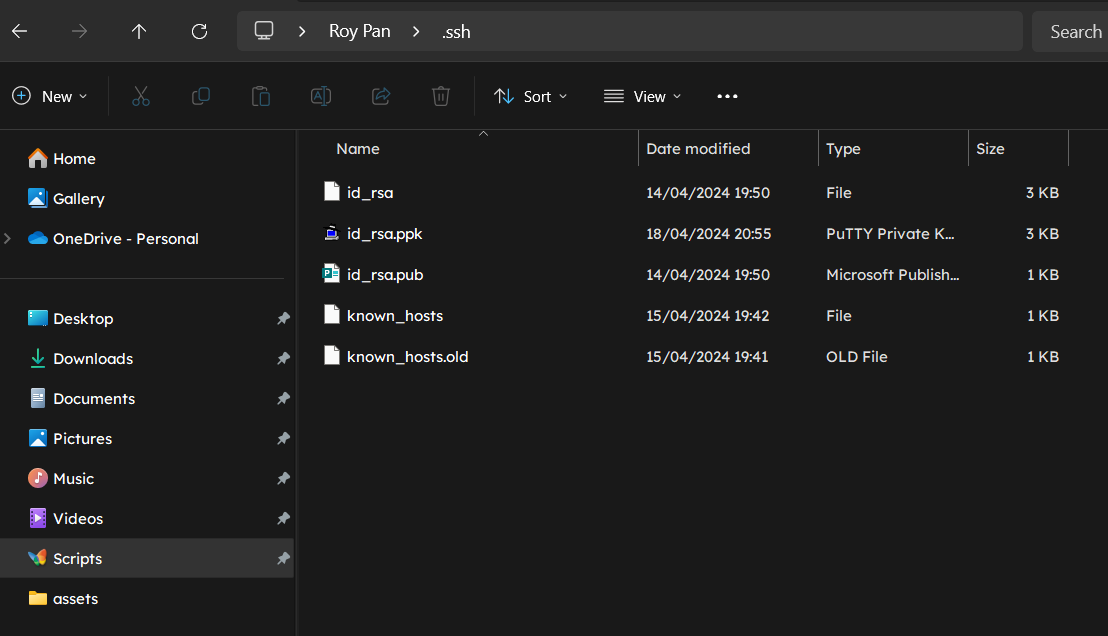 Roy Pan .ssh Search
New Sort View
Name Date modified Type Size
Home
Gallery
OneDrive - Personal
Desktop
Downloads
Documents
Pictures
Music
Videos
Scripts
assets
id_rsa 14/04/2024 19:50 File 3 KB
id_rsa.ppk 18/04/2024 20:55 PuTTY Private K... 3 KB
id_rsa.pub 14/04/2024 19:50 Microsoft Publish... 1 KB
known_hosts 15/04/2024 19:42 File 1 KB
known_hosts.old 15/04/2024 19:41 OLD File 1 KB